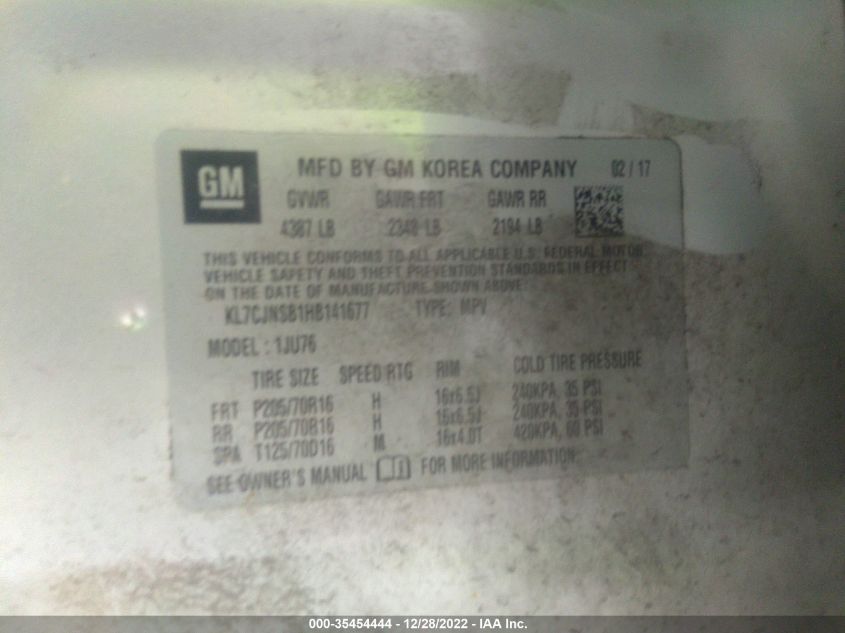 GM
MFD BY GM KOREA COMPANY 02 / 17
GVWR GAWR FRT GAWR RR
4387 LB 2348 LB 2194 LB
THIS VEHICLE CONFORMS TO ALL APPLICABLE U.S. FEDERAL MOTOR
VEHICLE SAFETY AND THEFT PREVENTION STANDARDS IN EFFECT
ON THE DATE OF MANUFACTURE SHOWN ABOVE.
KL7CJNSB1HB141677 TYPE: MPV
MODEL : 1JU76
TIRE SIZE SPEED RTG RIM COLD TIRE PRESSURE
FRT P205/70R16 H 16x6.5J 240KPA, 35 PSI
RR P205/70R16 H 16x6.5J 240KPA, 35 PSI
SPA T125/70D16 M 16x4.0T 420KPA, 60 PSI
SEE OWNER'S MANUAL FOR MORE INFORMATION.
000-35454444 - 12/28/2022 - IAA Inc.